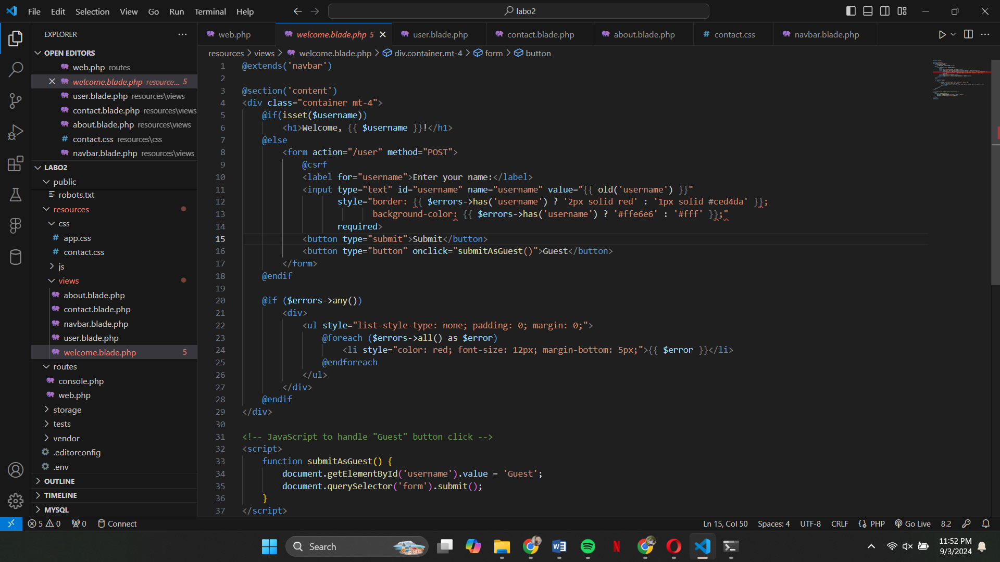 File Edit Selection View Go Run Terminal Help labo2
EXPLORER
OPEN EDITORS
web.php routes
welcome.blade.php resource... 5
user.blade.php resources\views
contact.blade.php resources\views
about.blade.php resources\views
contact.css resources\css
navbar.blade.php resources\views
LABO2
public
robots.txt
resources
css
app.css
contact.css
js
views
about.blade.php
contact.blade.php
navbar.blade.php
user.blade.php
welcome.blade.php 5
routes
console.php
web.php
storage
tests
vendor
.editorconfig
.env
OUTLINE
TIMELINE
MYSQL
web.php welcome.blade.php 5 user.blade.php contact.blade.php about.blade.php # contact.css navbar.blade.php
resources > views > welcome.blade.php > div.container.mt-4 > form > button
1 @extends('navbar')
2
3 @section('content')
4 <div class="container mt-4">
5 @if(isset($username))
6 <h1>Welcome, {{ $username }}!</h1>
7 @else
8 <form action="/user" method="POST">
9 @csrf
10 <label for="username">Enter your name:</label>
11 <input type="text" id="username" name="username" value="{{ old('username') }}"
12 style="border: {{ $errors->has('username') ? '2px solid red' : '1px solid #ced4da' }};
13 background-color: {{ $errors->has('username') ? '#ffe6e6' : '#fff' }};"
14 required>
15 <button type="submit">Submit</button>
16 <button type="button" onclick="submitAsGuest()">Guest</button>
17 </form>
18 @endif
19
20 @if ($errors->any())
21 <div>
22 <ul style="list-style-type: none; padding: 0; margin: 0;">
23 @foreach ($errors->all() as $error)
24 <li style="color: red; font-size: 12px; margin-bottom: 5px;">{{ $error }}</li>
25 @endforeach
26 </ul>
27 </div>
28 @endif
29 </div>
30
31 <!-- JavaScript to handle "Guest" button click -->
32 <script>
33 function submitAsGuest() {
34 document.getElementById('username').value = 'Guest';
35 document.querySelector('form').submit();
36 }
37 </script>
5 0 0 Connect Ln 15, Col 50 Spaces: 4 UTF-8 CRLF PHP Go Live 8.2
Search
11:52 PM
9/3/2024